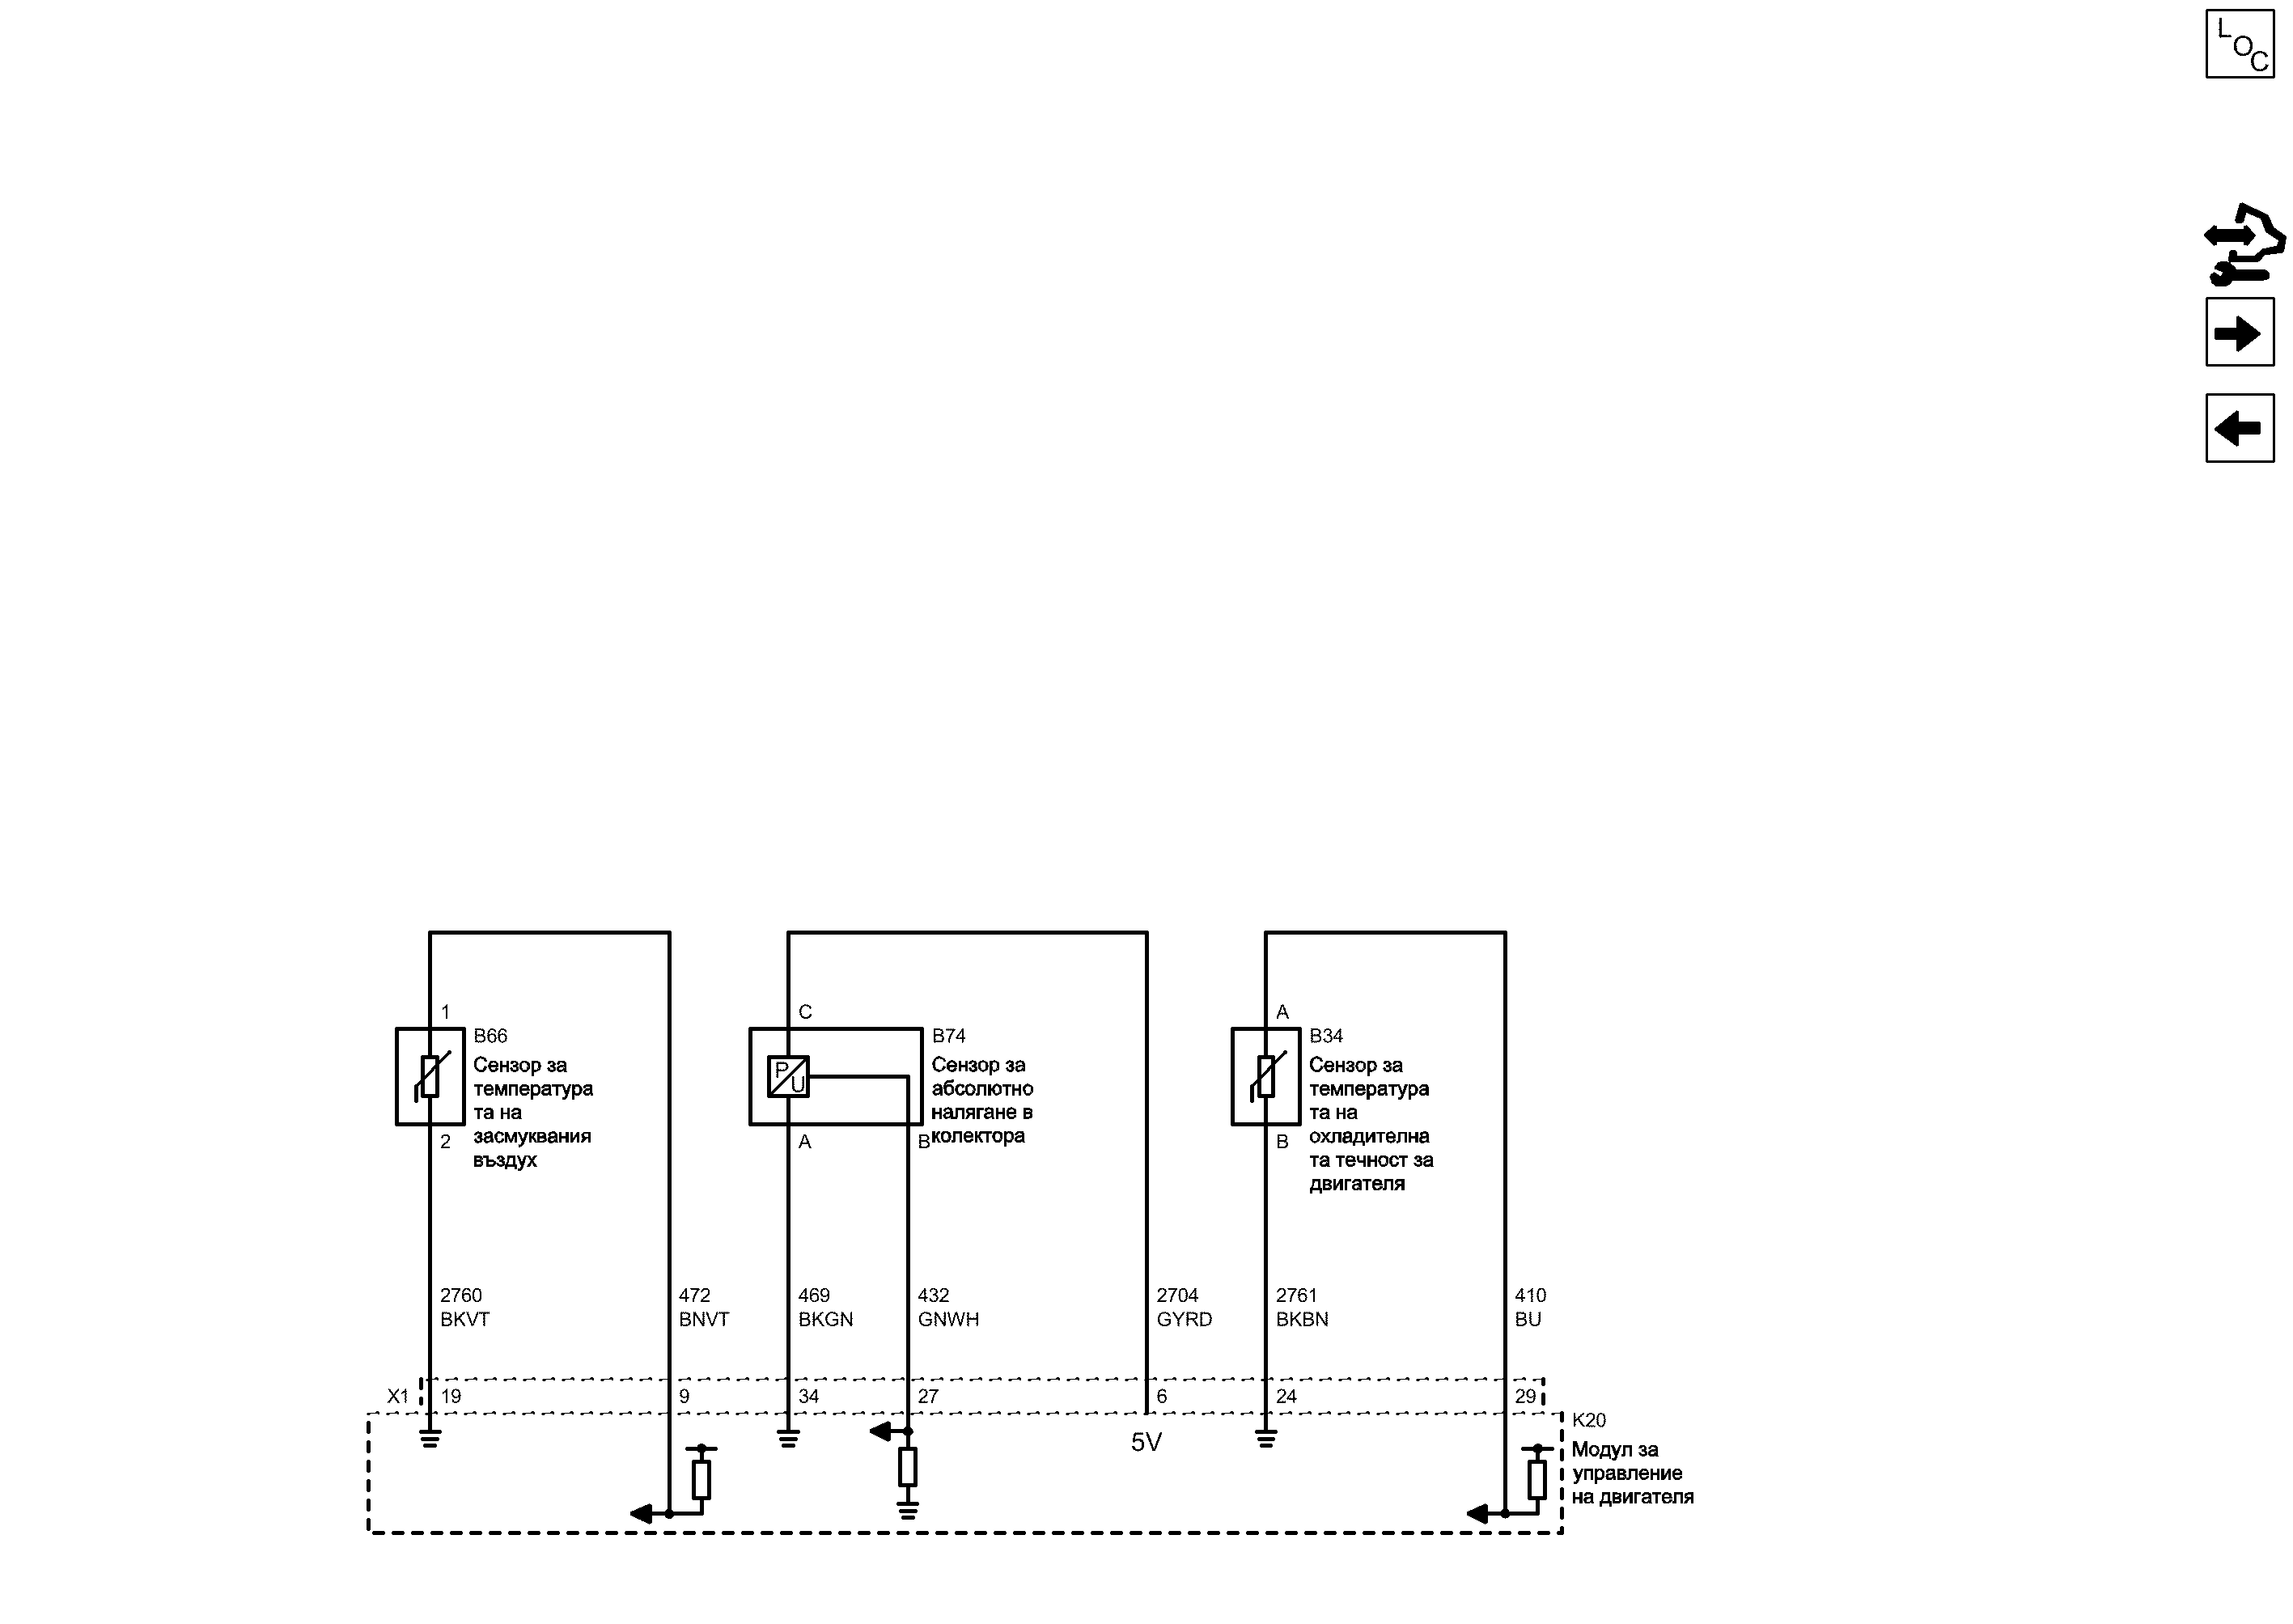 L
O
C
1
C
A
B66
Сензор за
температура
та на
засмуквания
въздух
B74
Сензор за
абсолютно
налягане в
колектора
B34
Сензор за
температура
та на
охладителна
та течност за
двигателя
P
U
2
A
B
B
2760
BKVT
472
BNVT
469
BKGN
432
GNWH
2704
GYRD
2761
BKBN
410
BU
X1
19
9
34
27
6
24
29
5V
K20
Модул за
управление
на двигателя